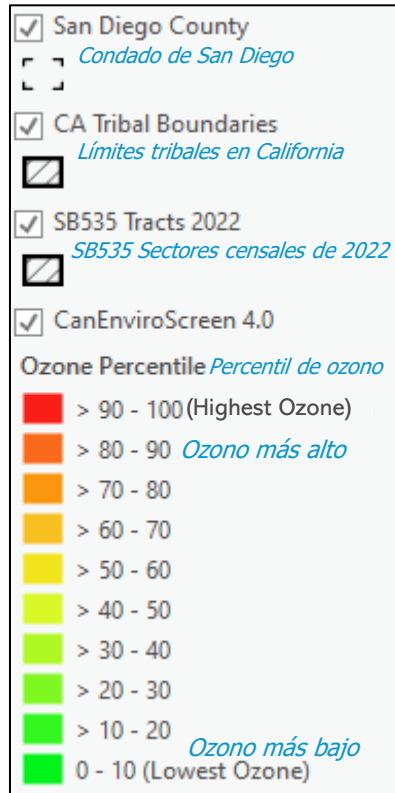 San Diego County
Condado de San Diego
CA Tribal Boundaries
Límites tribales en California
SB535 Tracts 2022
SB535 Sectores censales de 2022
CanEnviroScreen 4.0
Ozone Percentile Percentil de ozono
> 90 - 100 (Highest Ozone)
> 80 - 90 Ozono más alto
> 70 - 80
> 60 - 70
> 50 - 60
> 40 - 50
> 30 - 40
> 20 - 30
> 10 - 20
Ozono más bajo
0 - 10 (Lowest Ozone)